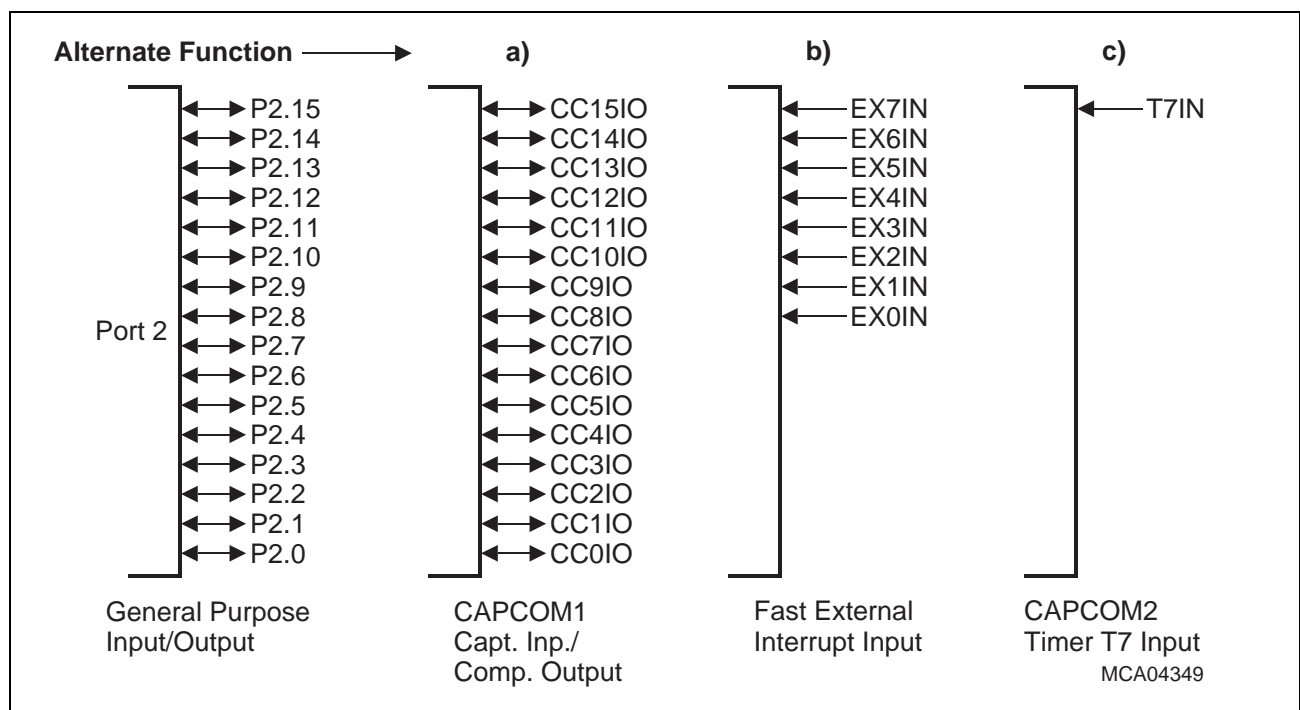 Alternate Function a) b) c)
P2.15 CC15IO EX7IN T7IN
P2.14 CC14IO EX6IN
P2.13 CC13IO EX5IN
P2.12 CC12IO EX4IN
P2.11 CC11IO EX3IN
P2.10 CC10IO EX2IN
P2.9 CC9IO EX1IN
P2.8 CC8IO EX0IN
Port 2
P2.7 CC7IO
P2.6 CC6IO
P2.5 CC5IO
P2.4 CC4IO
P2.3 CC3IO
P2.2 CC2IO
P2.1 CC1IO
P2.0 CC0IO
General Purpose
Input/Output
CAPCOM1
Capt. Inp./
Comp. Output
Fast External
Interrupt Input
CAPCOM2
Timer T7 Input
MCA04349